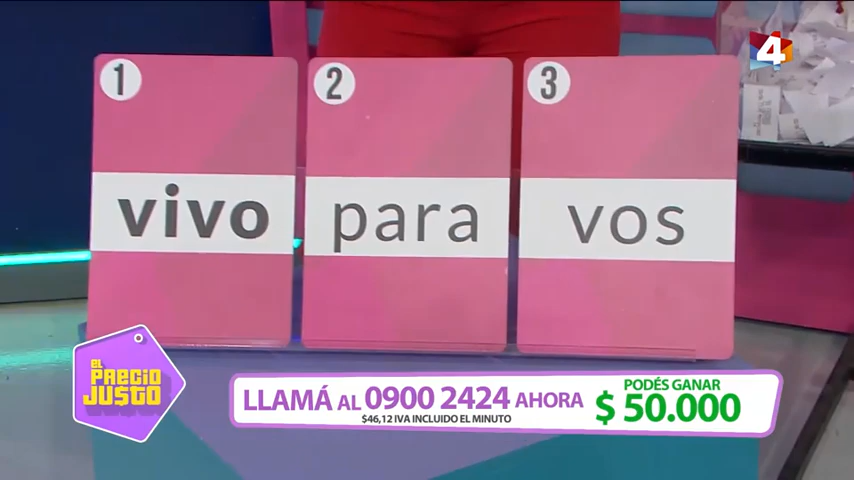 4
1
2
3
vivo
para
vos
EL
PRECIO
JUSTO
LLAMÁ AL 0900 2424 AHORA
$46,12 IVA INCLUIDO EL MINUTO
PODÉS GANAR
$ 50.000